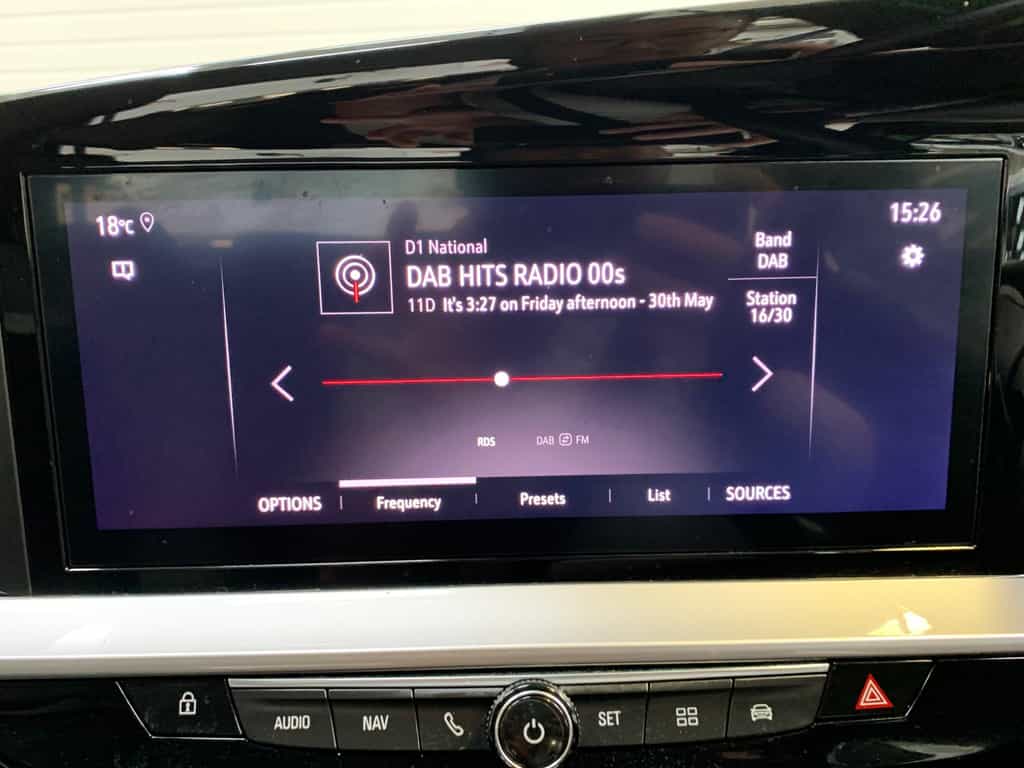 18°C
15:26
D1 National
DAB HITS RADIO 00s
11D It's 3:27 on Friday afternoon - 30th May
Band
DAB
Station
16/30
RDS
DAB FM
OPTIONS
Frequency
Presets
List
SOURCES
AUDIO
NAV
SET